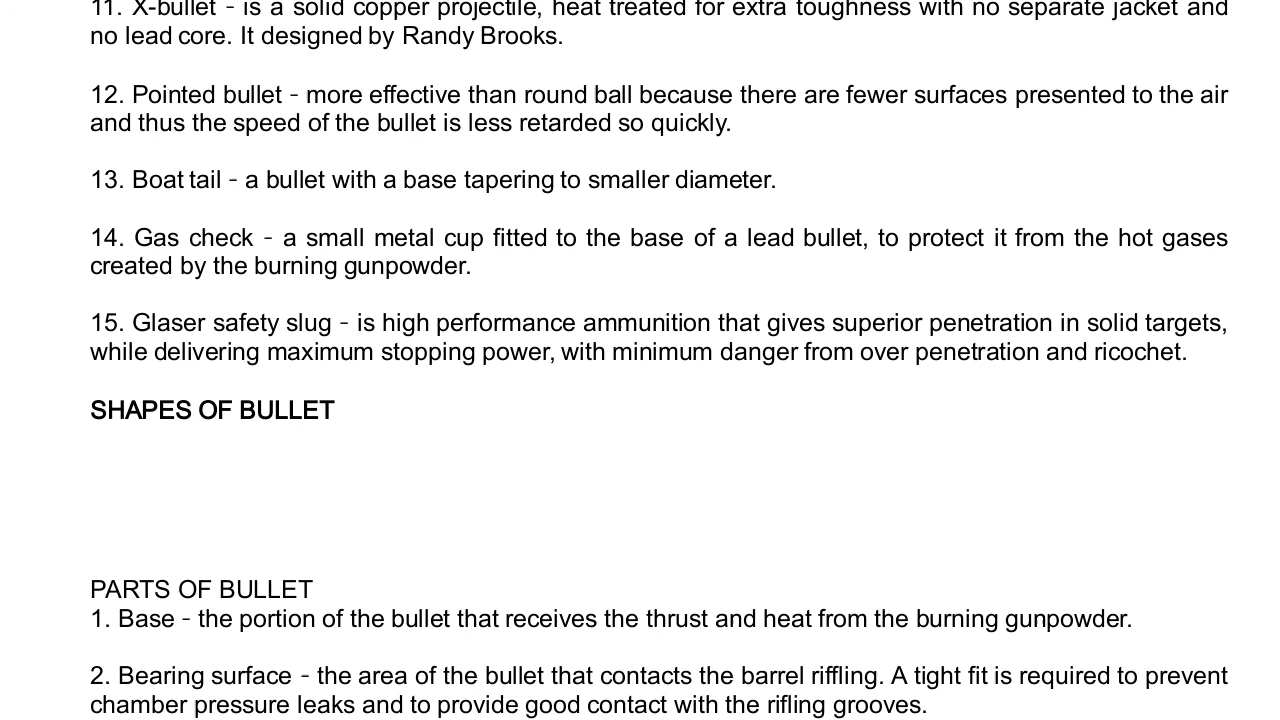 11. X-bullet - is a solid copper projectile, heat treated for extra toughness with no separate jacket and
no lead core. It designed by Randy Brooks.
12. Pointed bullet - more effective than round ball because there are fewer surfaces presented to the air
and thus the speed of the bullet is less retarded so quickly.
13. Boat tail - a bullet with a base tapering to smaller diameter.
14. Gas check - a small metal cup fitted to the base of a lead bullet, to protect it from the hot gases
created by the burning gunpowder.
15. Glaser safety slug - is high performance ammunition that gives superior penetration in solid targets,
while delivering maximum stopping power, with minimum danger from over penetration and ricochet.
SHAPES OF BULLET
PARTS OF BULLET
1. Base - the portion of the bullet that receives the thrust and heat from the burning gunpowder.
2. Bearing surface - the area of the bullet that contacts the barrel riffling. A tight fit is required to prevent
chamber pressure leaks and to provide good contact with the rifling grooves.